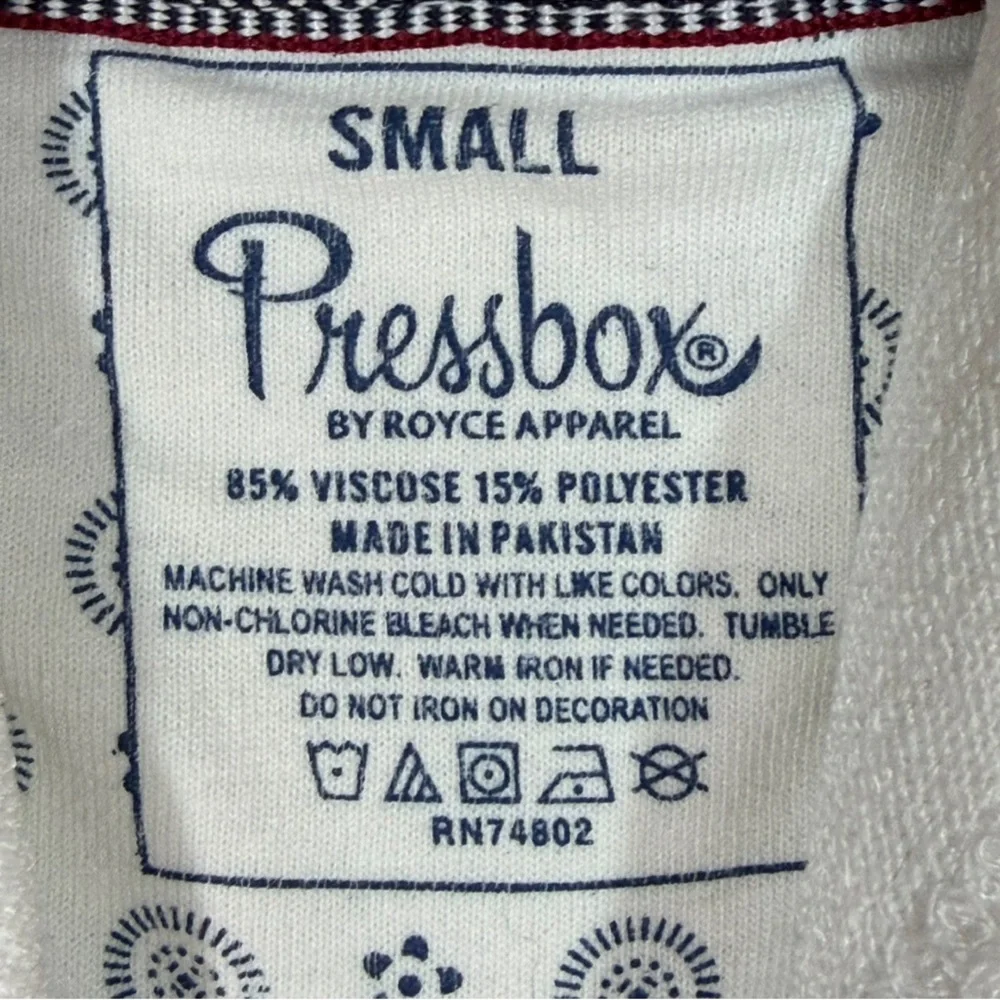 SMALL
Pressbox®
BY ROYCE APPAREL
85% VISCOSE 15% POLYESTER
MADE IN PAKISTAN
MACHINE WASH COLD WITH LIKE COLORS. ONLY
NON-CHLORINE BLEACH WHEN NEEDED. TUMBLE
DRY LOW. WARM IRON IF NEEDED.
DO NOT IRON ON DECORATION
RN74802